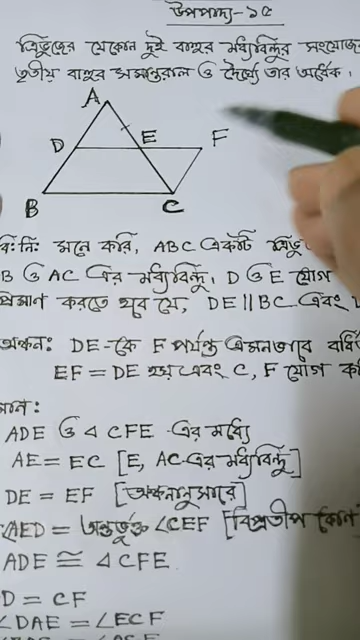 উপপাদ্য-১৫
ত্রিভুজের যেকোন দুই বাহুর মধ্যবিন্দুর সংযোজক
তৃতীয় বাহুর সমান্তরাল ও দৈর্ঘ্যে তার অর্ধেক।
A
D E F
B C
বি:নি: মনে করি, ABC একটি
B ও AC এর মধ্যবিন্দু। D ও E যোগ
প্রমাণ করতে হবে যে, DE || BC এবং
অঙ্কন: DE-কে F পর্যন্ত এমনভাবে বর্ধি
EF = DE হয় এবং C, F যোগ করি
মান:
ADE ও ∆ CFE -এর মধ্যে
AE = EC [E, AC-এর মধ্যবিন্দু]
DE = EF [অঙ্কনানুসারে]
∠AED = অন্তর্ভুক্ত ∠CEF [বিপ্রতীপ কোণ
ADE ≅ ∆ CFE
D = CF
∠DAE = ∠ECF